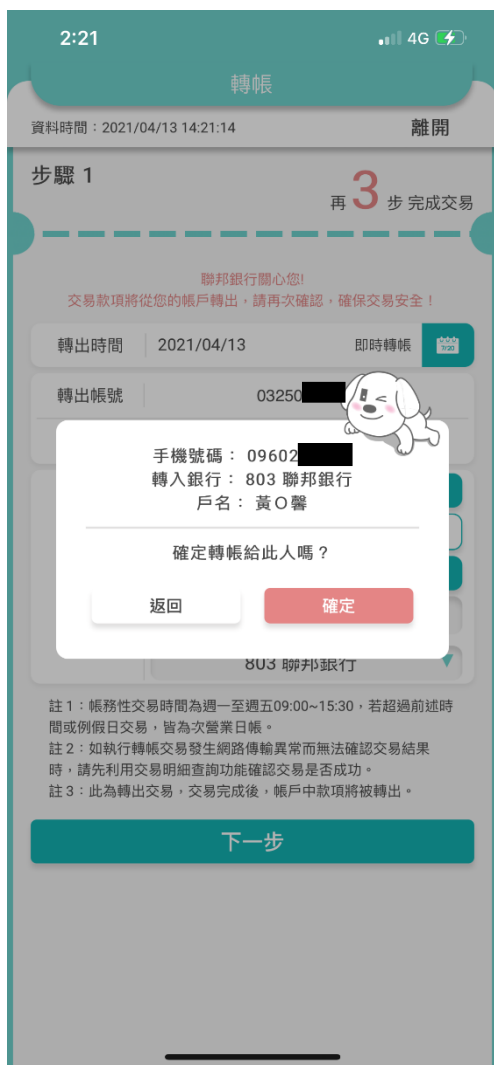 2:21
4G
轉帳
資料時間：2021/04/13 14:21:14
離開
步驟 1
再 3 步 完成交易
聯邦銀行關心您!
交易款項將從您的帳戶轉出，請再次確認，確保交易安全！
轉出時間
2021/04/13
即時轉帳
7/20
轉出帳號
03250
手機號碼： 09602
轉入銀行： 803 聯邦銀行
戶名： 黃O馨
確定轉帳給此人嗎？
返回
確定
803 聯邦銀行
註1：帳務性交易時間為週一至週五09:00~15:30，若超過前述時
間或例假日交易，皆為次營業日帳。
註2：如執行轉帳交易發生網路傳輸異常而無法確認交易結果
時，請先利用交易明細查詢功能確認交易是否成功。
註3：此為轉出交易，交易完成後，帳戶中款項將被轉出。
下一步